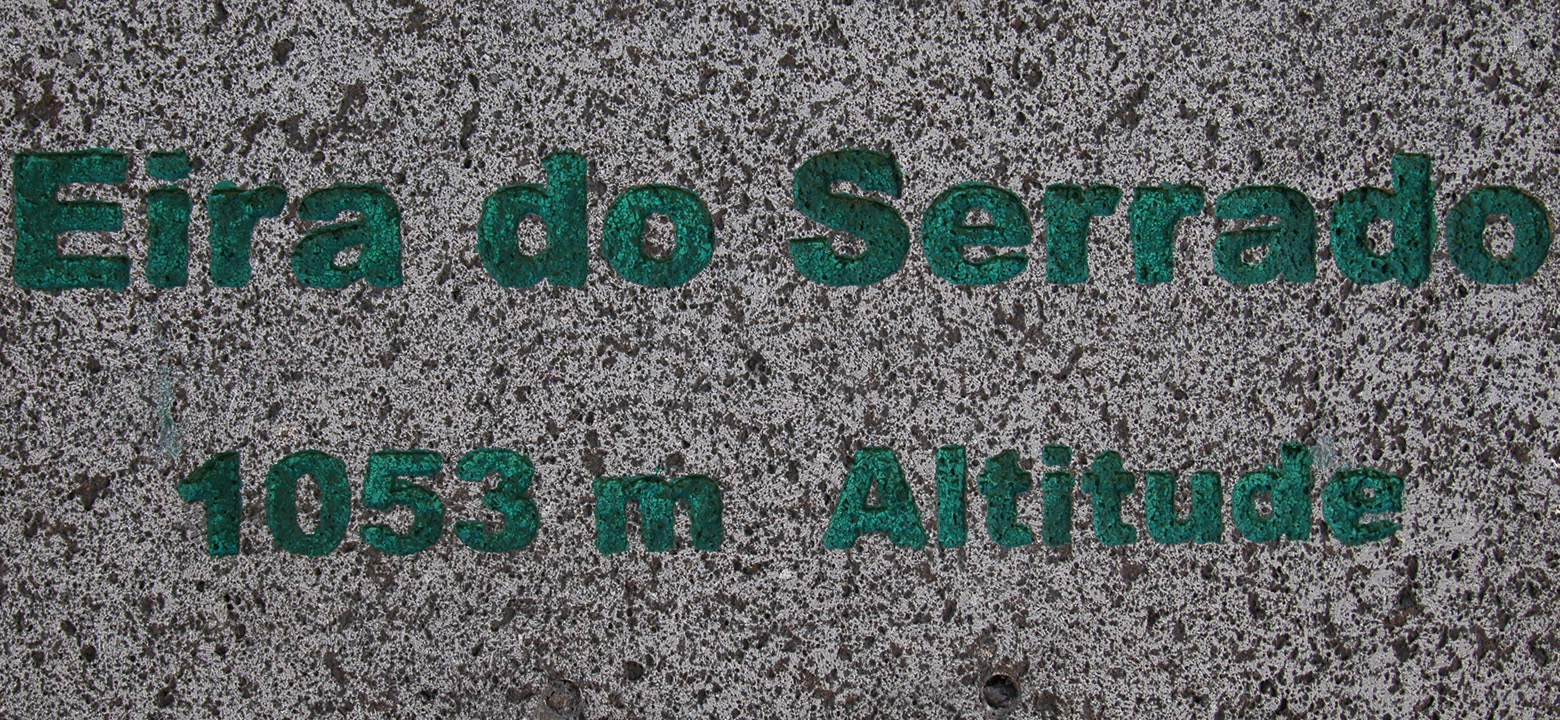 Eira do Serrado
1053 m Altitude